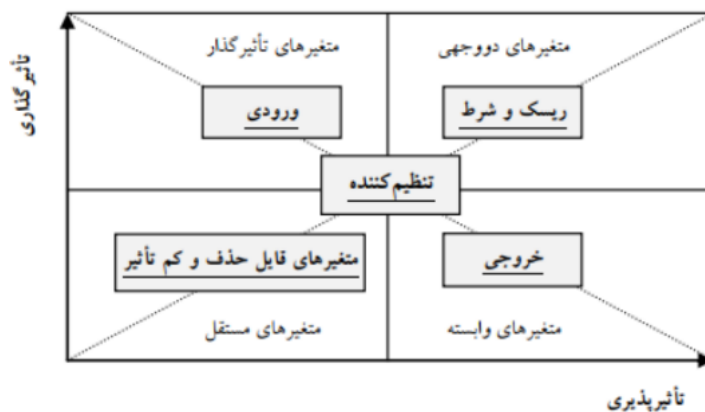 تأثیرگذاری
متغیرهای دووجهی
متغیرهای تأثیرگذار
ریسک و شرط
ورودی
تنظیم‌کننده
خروجی
متغیرهای قابل حذف و کم تأثیر
متغیرهای وابسته
متغیرهای مستقل
تأثیرپذیری